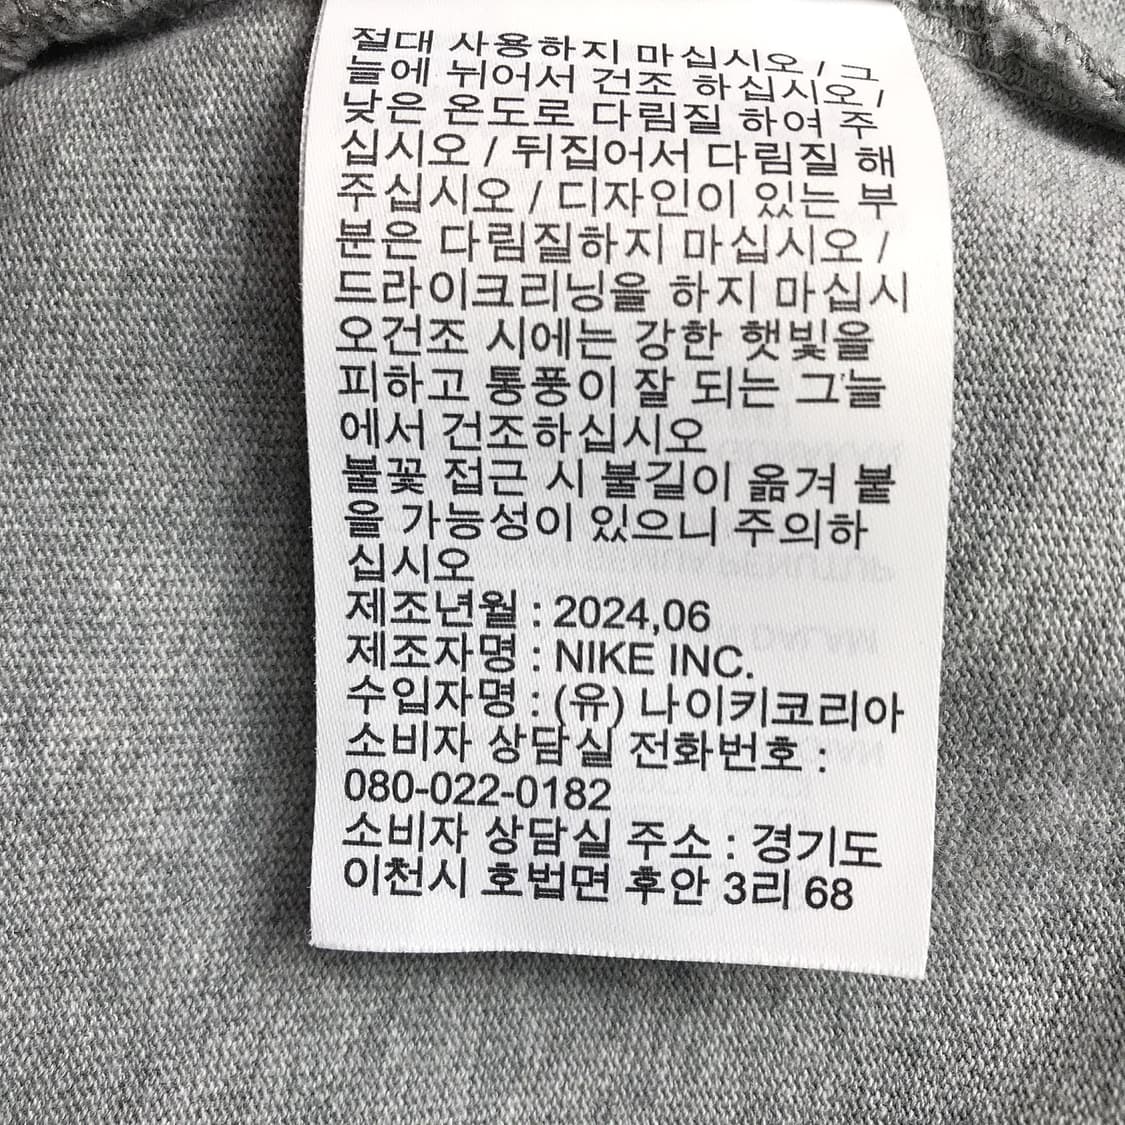 절대 사용하지 마십시오 / 그
늘에 뉘어서 건조 하십시오 /
낮은 온도로 다림질 하여 주
십시오 / 뒤집어서 다림질 해
주십시오 / 디자인이 있는 부
분은 다림질하지 마십시오 /
드라이크리닝을 하지 마십시
오건조 시에는 강한 햇빛을
피하고 통풍이 잘 되는 그늘
에서 건조하십시오
불꽃 접근 시 불길이 옮겨 붙
을 가능성이 있으니 주의하
십시오
제조년월 : 2024,06
제조자명 : NIKE INC.
수입자명 : (유) 나이키코리아
소비자 상담실 전화번호 :
080-022-0182
소비자 상담실 주소 : 경기도
이천시 호법면 후안 3리 68